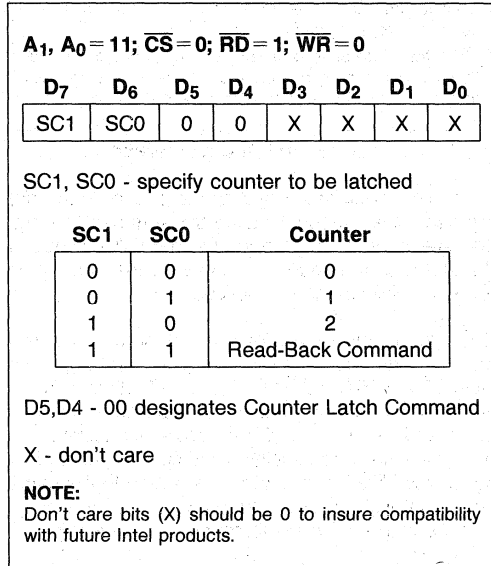 A₁, A₀ = 11; C̅S̅ = 0; R̅D̅ = 1; W̅R̅ = 0
D₇ D₆ D₅ D₄ D₃ D₂ D₁ D₀
SC1 SC0 0 0 X X X X
SC1, SC0 - specify counter to be latched
SC1 SC0 Counter
0 0 0
0 1 1
1 0 2
1 1 Read-Back Command
D5,D4 - 00 designates Counter Latch Command
X - don't care
NOTE:
Don't care bits (X) should be 0 to insure compatibility
with future Intel products.